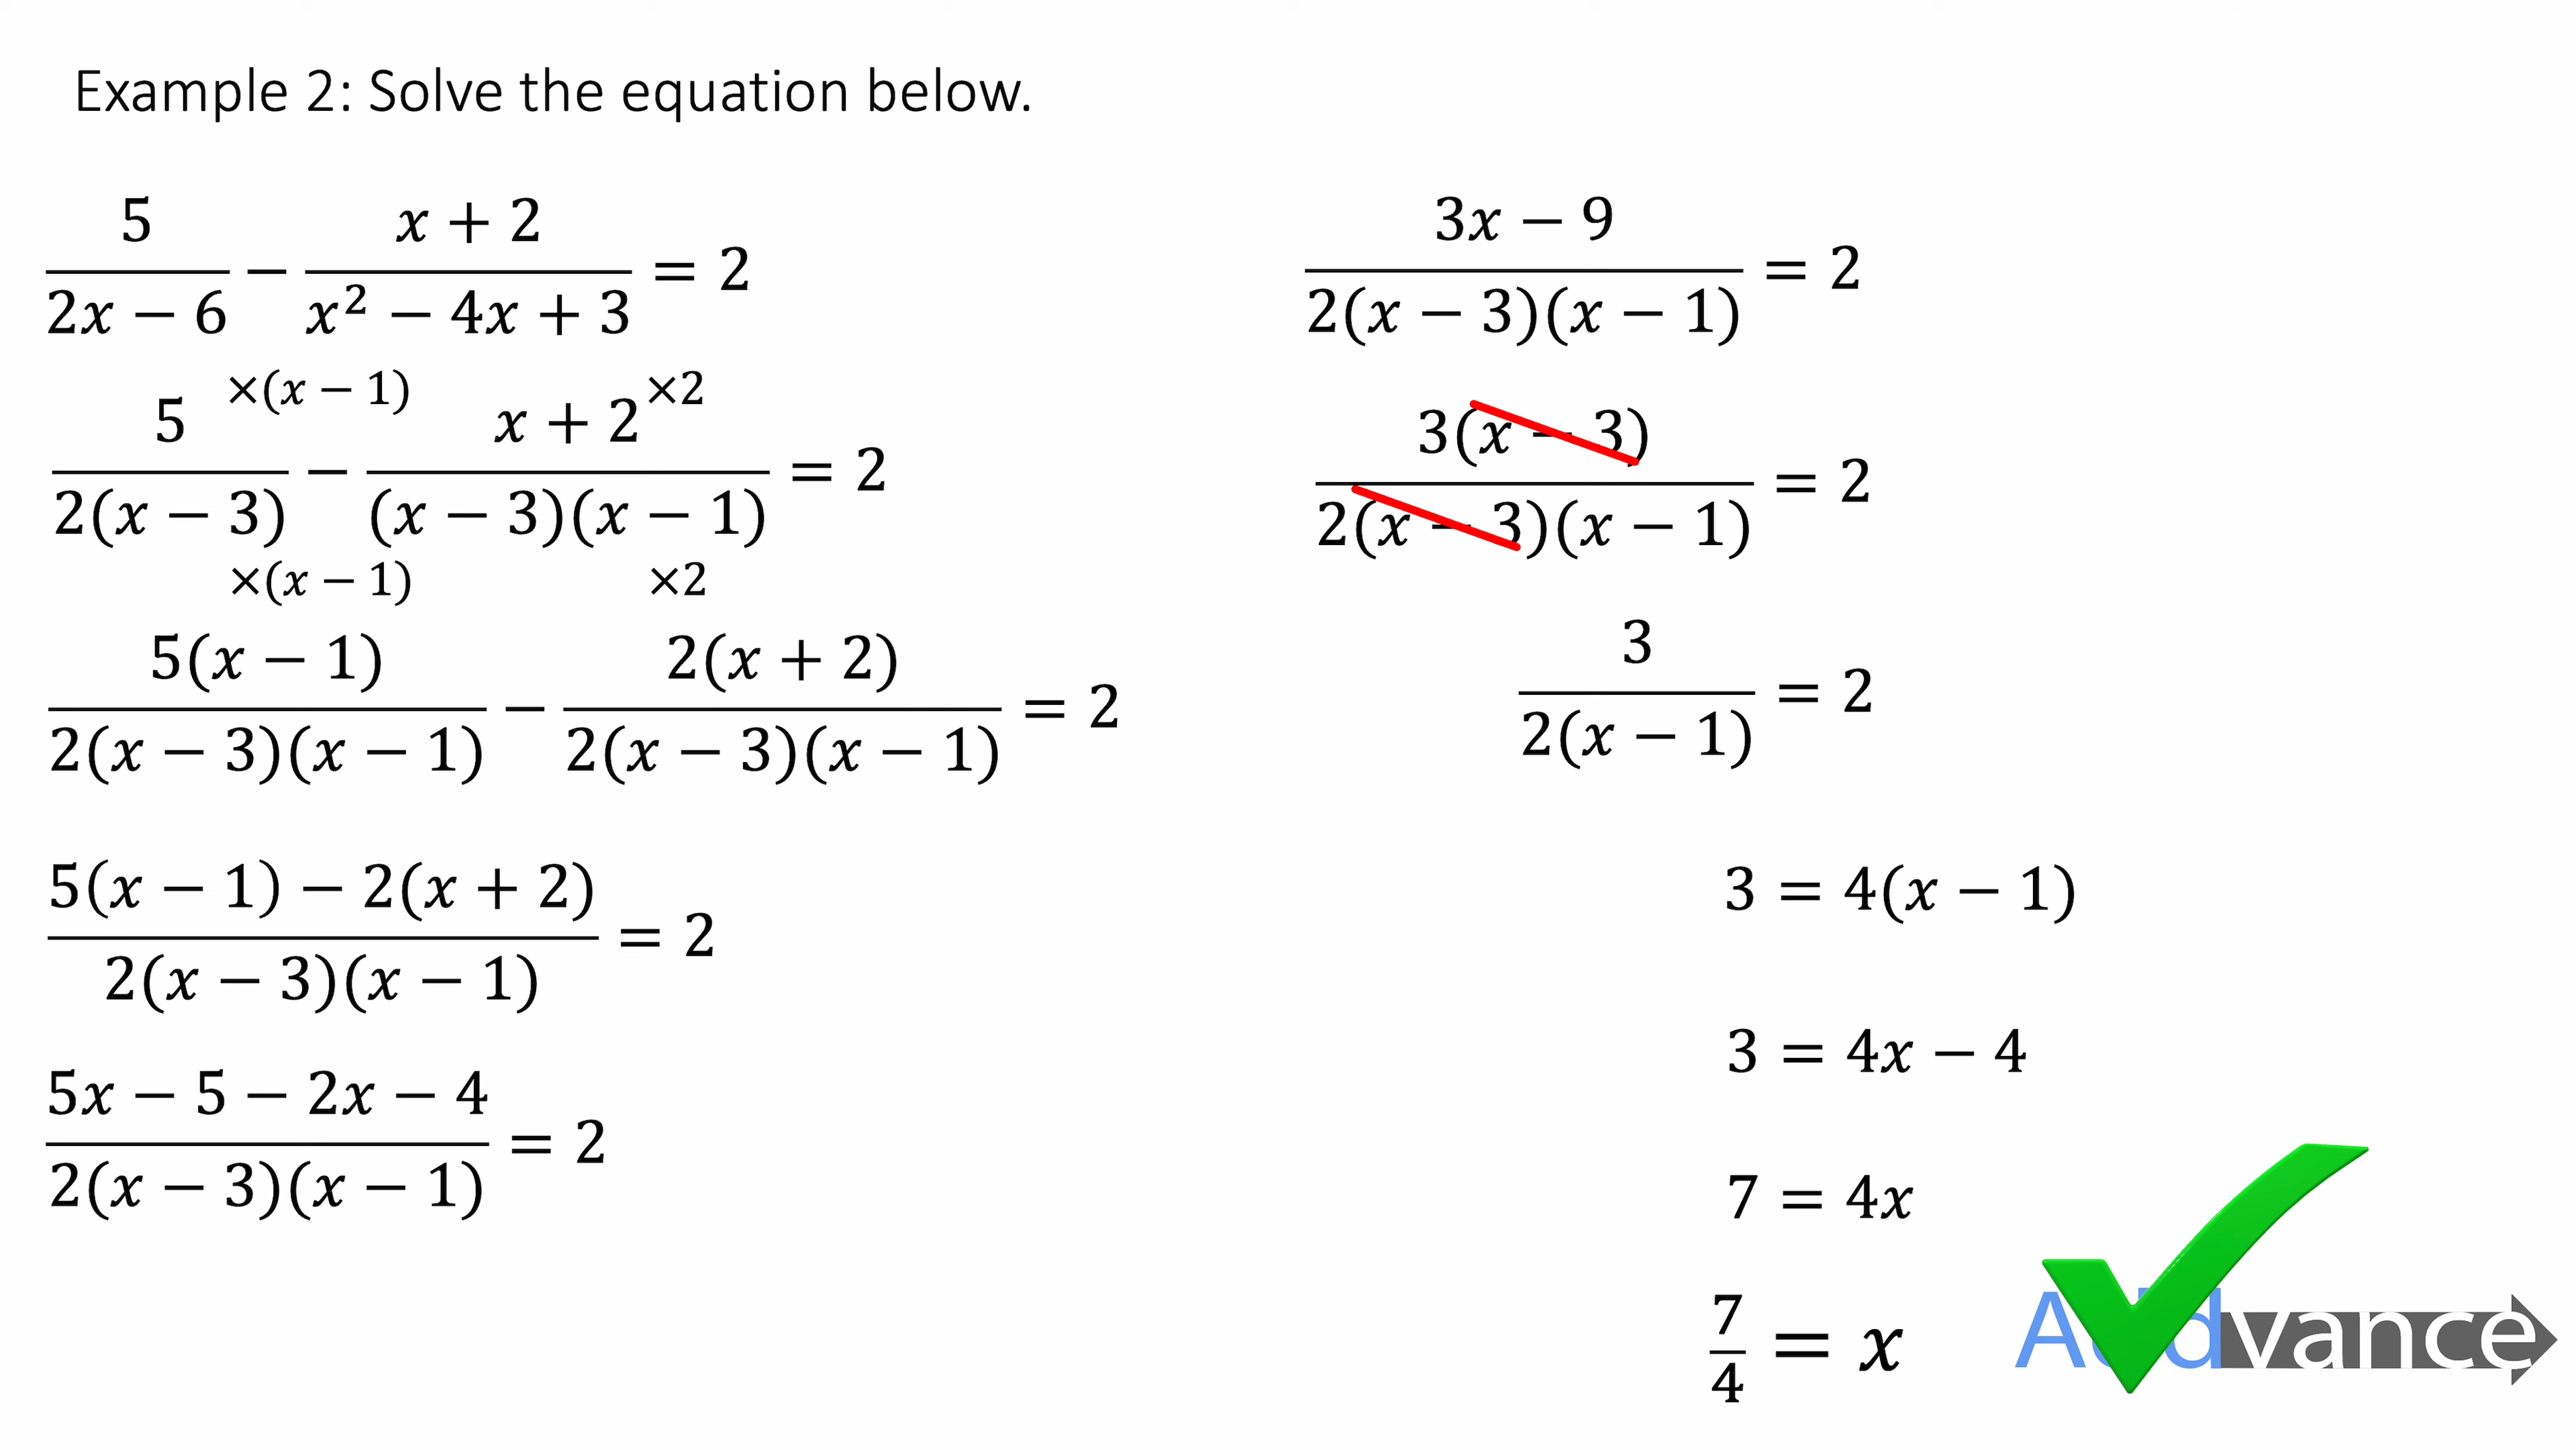 Example 2: Solve the equation below.
5/(2x − 6) − (x + 2)/(x² − 4x + 3) = 2
×(x − 1) ×2
5/(2(x − 3)) − (x + 2)/((x − 3)(x − 1)) = 2
×(x − 1) ×2
5(x − 1)/(2(x − 3)(x − 1)) − 2(x + 2)/(2(x − 3)(x − 1)) = 2
(5(x − 1) − 2(x + 2))/(2(x − 3)(x − 1)) = 2
(5x − 5 − 2x − 4)/(2(x − 3)(x − 1)) = 2
(3x − 9)/(2(x − 3)(x − 1)) = 2
3(x − 3)/(2(x − 3)(x − 1)) = 2
3/(2(x − 1)) = 2
3 = 4(x − 1)
3 = 4x − 4
7 = 4x
7/4 = x
Addvance